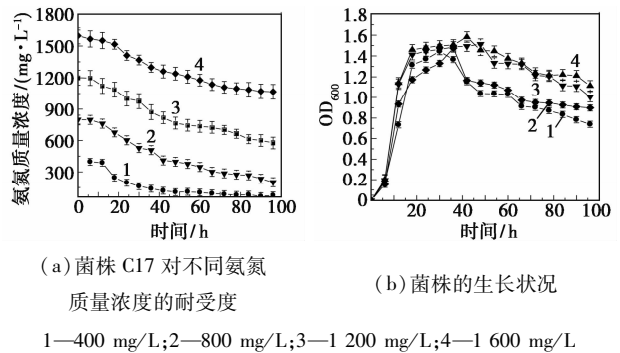 氨氮质量浓度/(mg·L⁻¹)
1800
1500
1200
900
600
300
0 20 40 60 80 100
时间/h
4
3
2
1
(a)菌株 C17 对不同氨氮
质量浓度的耐受度
OD600
1.8
1.6
1.4
1.2
1.0
0.8
0.6
0.4
0.2
0
20 40 60 80 100
时间/h
4
3
2
1
(b)菌株的生长状况
1—400 mg/L;2—800 mg/L;3—1 200 mg/L;4—1 600 mg/L